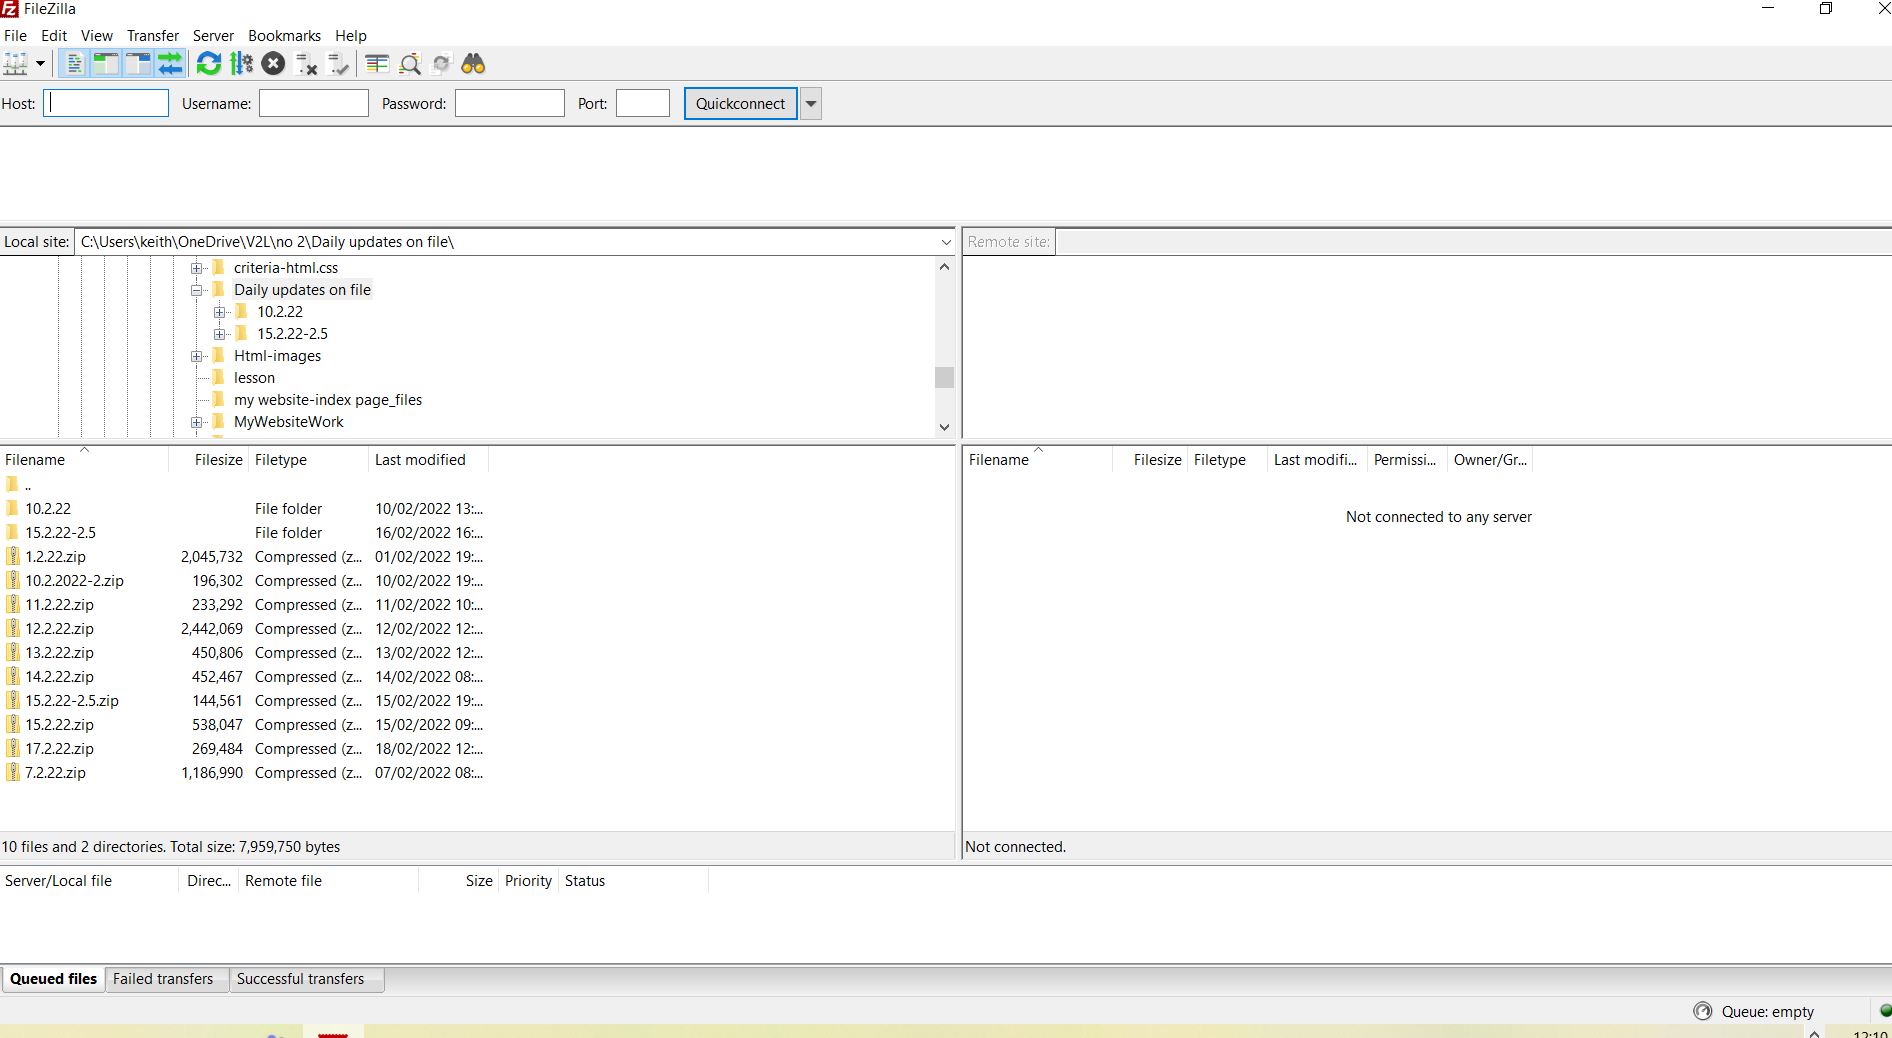 FileZilla
File Edit View Transfer Server Bookmarks Help
Host: Username: Password: Port: Quickconnect
Local site: C:\Users\keith\OneDrive\V2L\no 2\Daily updates on file\
Remote site:
criteria-html.css
Daily updates on file
10.2.22
15.2.22-2.5
Html-images
lesson
my website-index page_files
MyWebsiteWork
Filename Filesize Filetype Last modified
..
10.2.22 File folder 10/02/2022 13:...
15.2.22-2.5 File folder 16/02/2022 16:...
1.2.22.zip 2,045,732 Compressed (z... 01/02/2022 19:...
10.2.2022-2.zip 196,302 Compressed (z... 10/02/2022 19:...
11.2.22.zip 233,292 Compressed (z... 11/02/2022 10:...
12.2.22.zip 2,442,069 Compressed (z... 12/02/2022 12:...
13.2.22.zip 450,806 Compressed (z... 13/02/2022 12:...
14.2.22.zip 452,467 Compressed (z... 14/02/2022 08:...
15.2.22-2.5.zip 144,561 Compressed (z... 15/02/2022 19:...
15.2.22.zip 538,047 Compressed (z... 15/02/2022 09:...
17.2.22.zip 269,484 Compressed (z... 18/02/2022 12:...
7.2.22.zip 1,186,990 Compressed (z... 07/02/2022 08:...
10 files and 2 directories. Total size: 7,959,750 bytes
Filename Filesize Filetype Last modifi... Permissi... Owner/Gr...
Not connected to any server
Not connected.
Server/Local file Direc... Remote file Size Priority Status
Queued files Failed transfers Successful transfers
Queue: empty
12:10